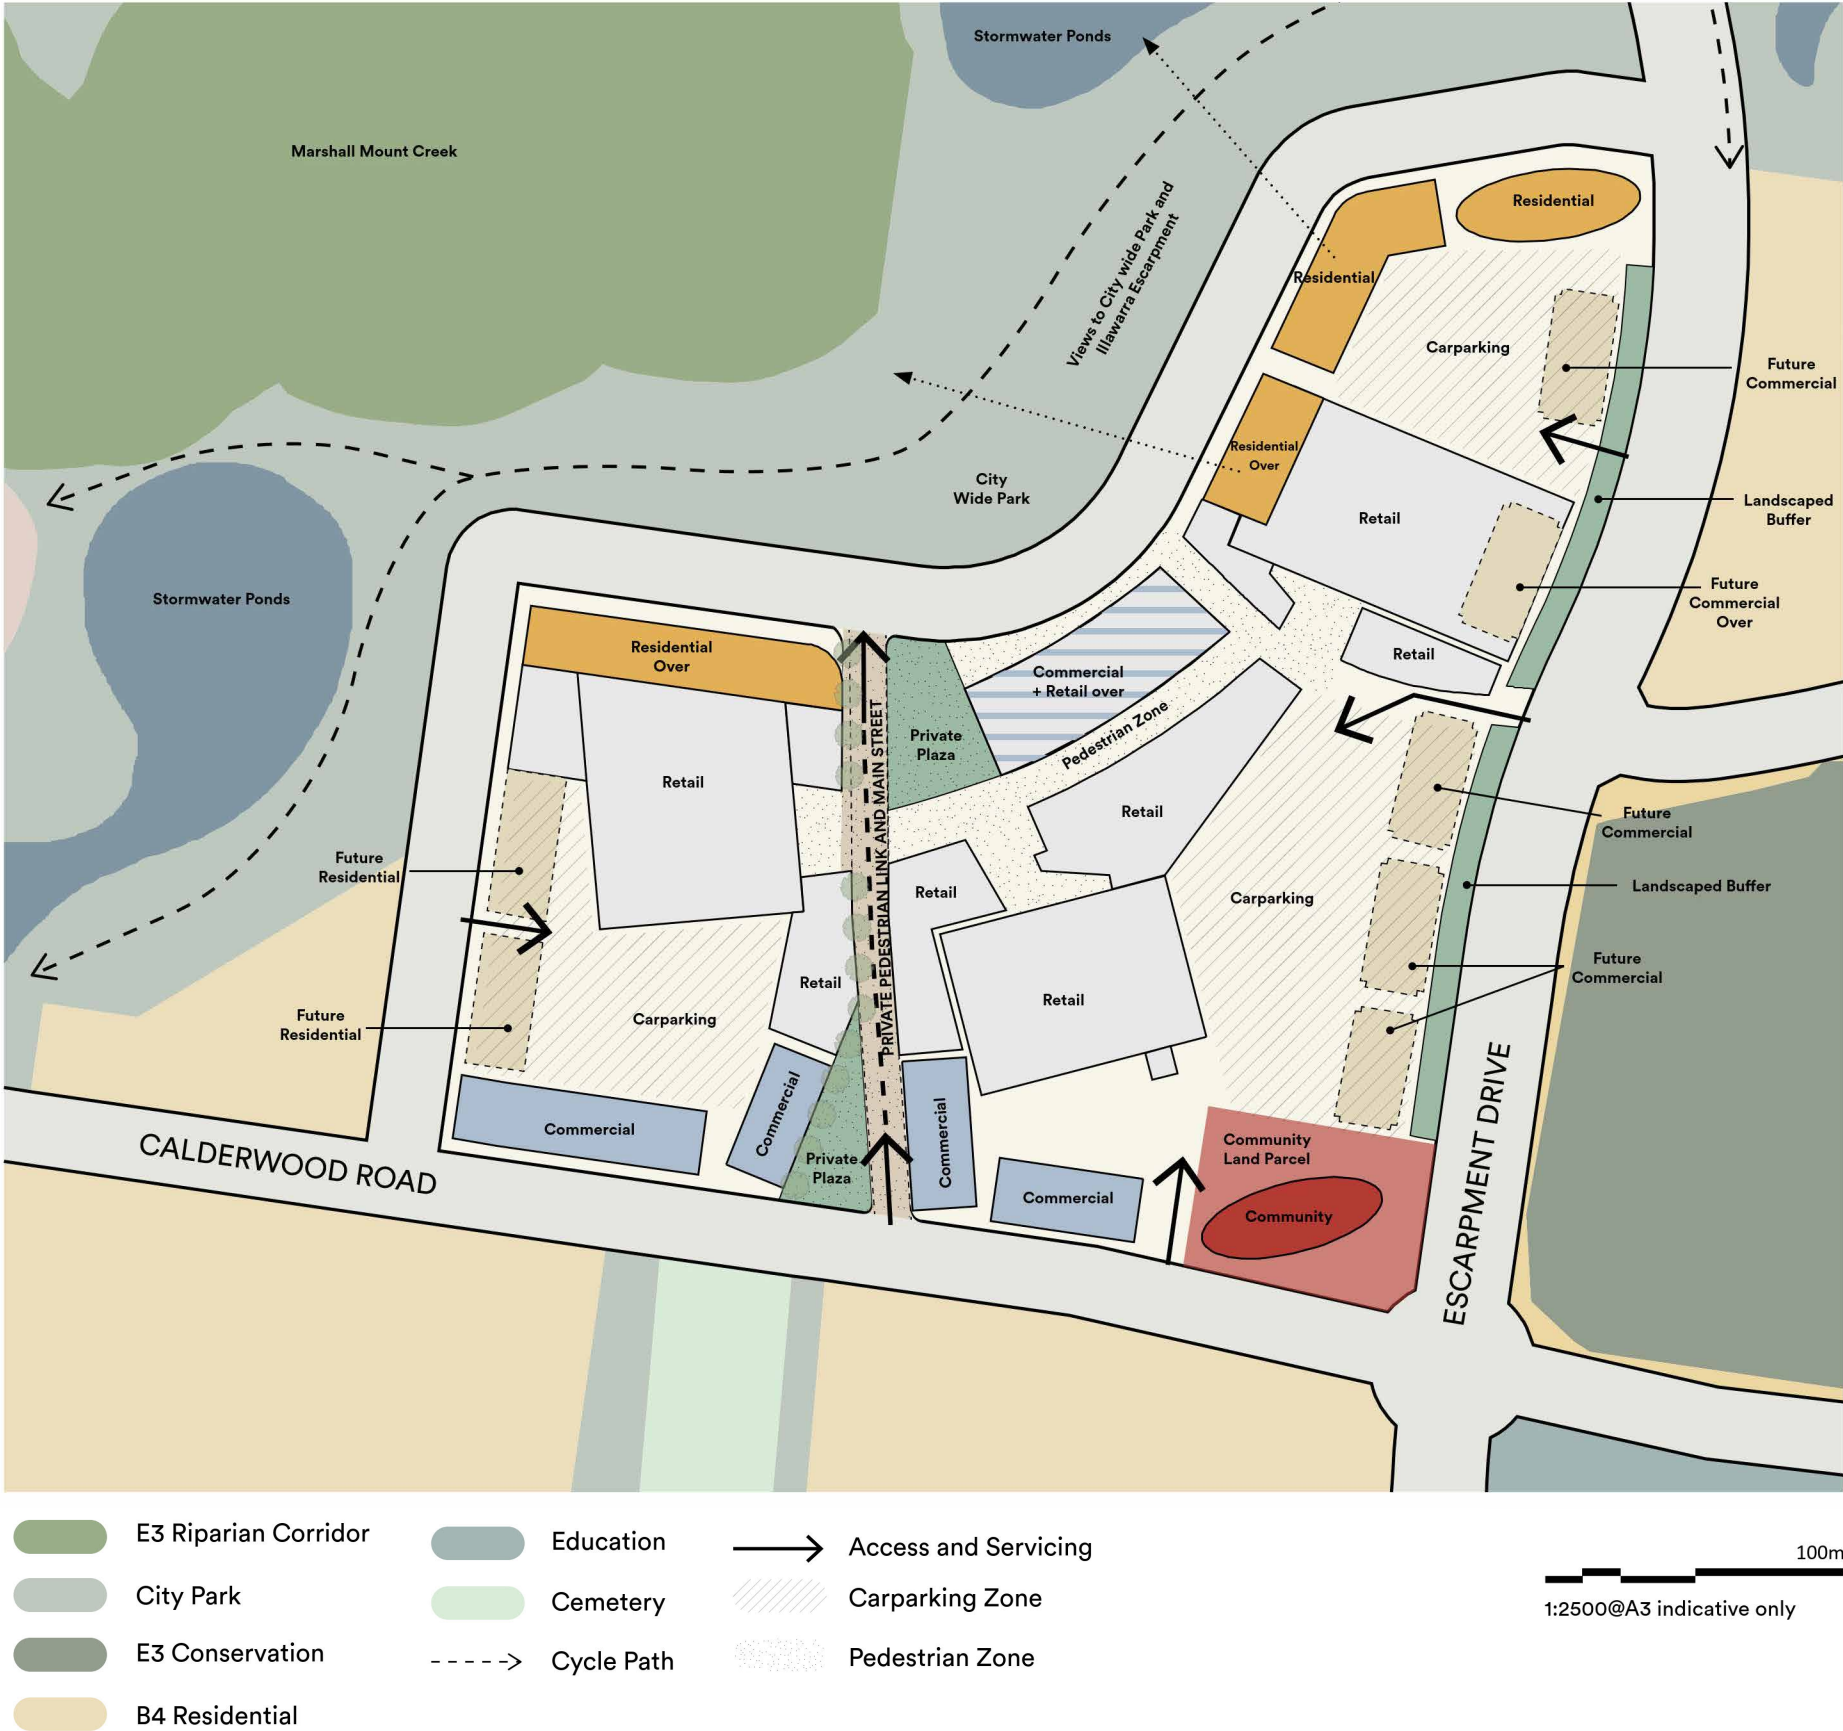 Stormwater Ponds
Marshall Mount Creek
Residential
Views to City wide Park and
Illawarra Escarpment
Residential
Carparking
Future
Commercial
Residential
Over
City
Wide Park
Retail
Landscaped
Buffer
Stormwater Ponds
Future
Commercial
Over
Residential
Over
Retail
Commercial
+ Retail over
Private
Plaza
Pedestrian Zone
Retail
Retail
Future
Commercial
PRIVATE PEDESTRIAN LINK AND MAIN STREET
Future
Residential
Retail
Carparking
Landscaped Buffer
Retail
Retail
Future
Commercial
Future
Residential
Carparking
Commercial
Commercial
Commercial
Private
Plaza
Commercial
Community
Land Parcel
Community
CALDERWOOD ROAD
ESCARPMENT DRIVE
E3 Riparian Corridor
City Park
E3 Conservation
B4 Residential
Education
Cemetery
Cycle Path
Access and Servicing
Carparking Zone
Pedestrian Zone
100m
1:2500@A3 indicative only